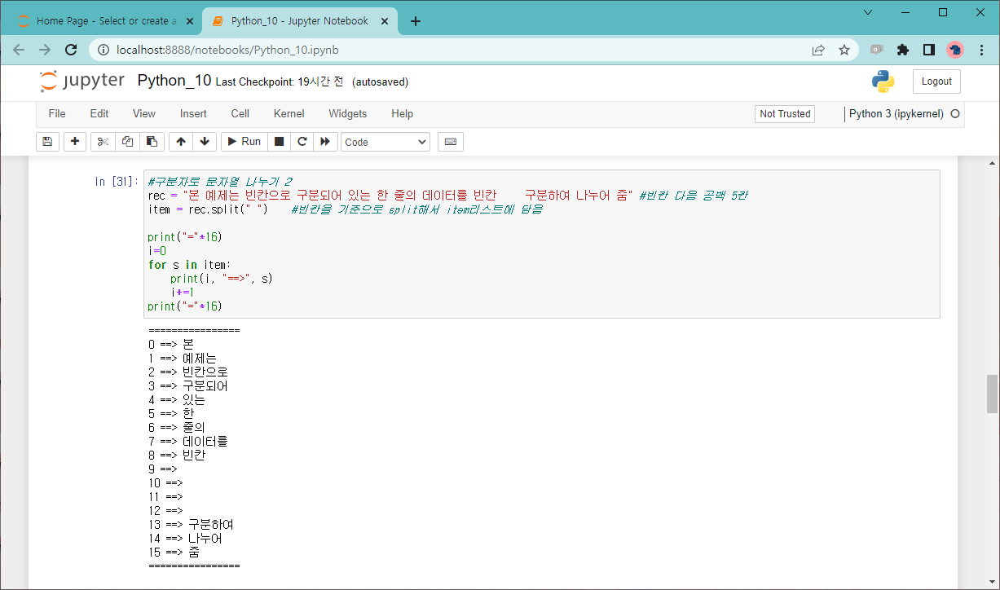 Home Page - Select or create a
Python_10 - Jupyter Notebook
localhost:8888/notebooks/Python_10.ipynb
jupyter Python_10 Last Checkpoint: 19시간 전 (autosaved)
Logout
File Edit View Insert Cell Kernel Widgets Help
Not Trusted
Python 3 (ipykernel)
Run
Code
In [31]:
#구분자로 문자열 나누기 2
rec = "본 예제는 빈칸으로 구분되어 있는 한 줄의 데이터를 빈칸     구분하여 나누어 줌" #빈칸 다음 공백 5칸
item = rec.split(" ")    #빈칸을 기준으로 split해서 item리스트에 담음
print("="*16)
i=0
for s in item:
    print(i, "==>", s)
    i+=1
print("="*16)
================
0 ==> 본
1 ==> 예제는
2 ==> 빈칸으로
3 ==> 구분되어
4 ==> 있는
5 ==> 한
6 ==> 줄의
7 ==> 데이터를
8 ==> 빈칸
9 ==>
10 ==>
11 ==>
12 ==>
13 ==> 구분하여
14 ==> 나누어
15 ==> 줌
================